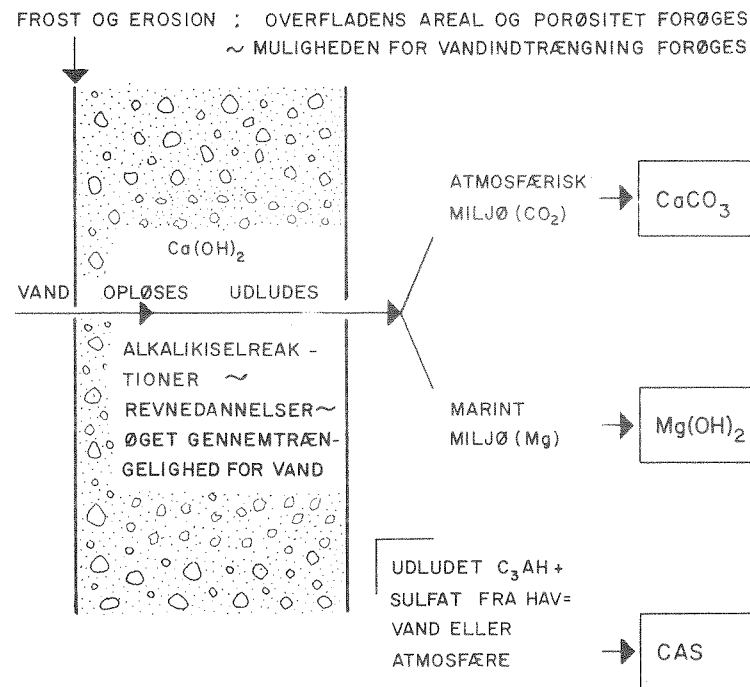 FROST OG EROSION : OVERFLADENS AREAL OG PORØSITET FORØGES
~ MULIGHEDEN FOR VANDINDTRÆNGNING FORØGES
ATMOSFÆRISK
MILJØ (CO₂)
CaCO₃
Ca(OH)₂
VAND OPLØSES UDLUDES
ALKALIKISELREAK -
TIONER ~
REVNEDANNELSER~
ØGET GENNEMTRÆN-
GELIGHED FOR VAND
MARINT
MILJØ (Mg)
Mg(OH)₂
UDLUDET C₃AH +
SULFAT FRA HAV=
VAND ELLER
ATMOSFÆRE
CAS